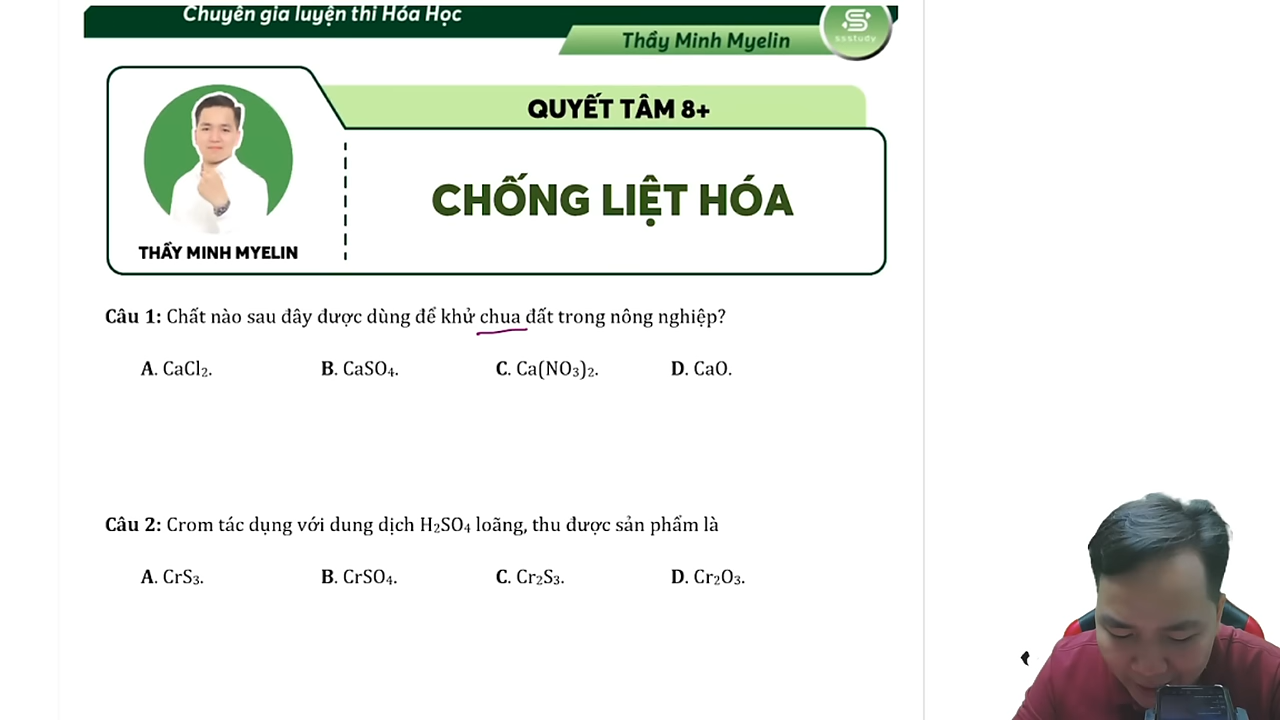 Chuyên gia luyện thi Hóa Học
ssstudy
Thầy Minh Myelin
QUYẾT TÂM 8+
CHỐNG LIỆT HÓA
THẦY MINH MYELIN
Câu 1: Chất nào sau đây được dùng để khử chua đất trong nông nghiệp?
A. CaCl₂. B. CaSO₄. C. Ca(NO₃)₂. D. CaO.
Câu 2: Crom tác dụng với dung dịch H₂SO₄ loãng, thu được sản phẩm là
A. CrS₃. B. CrSO₄. C. Cr₂S₃. D. Cr₂O₃.